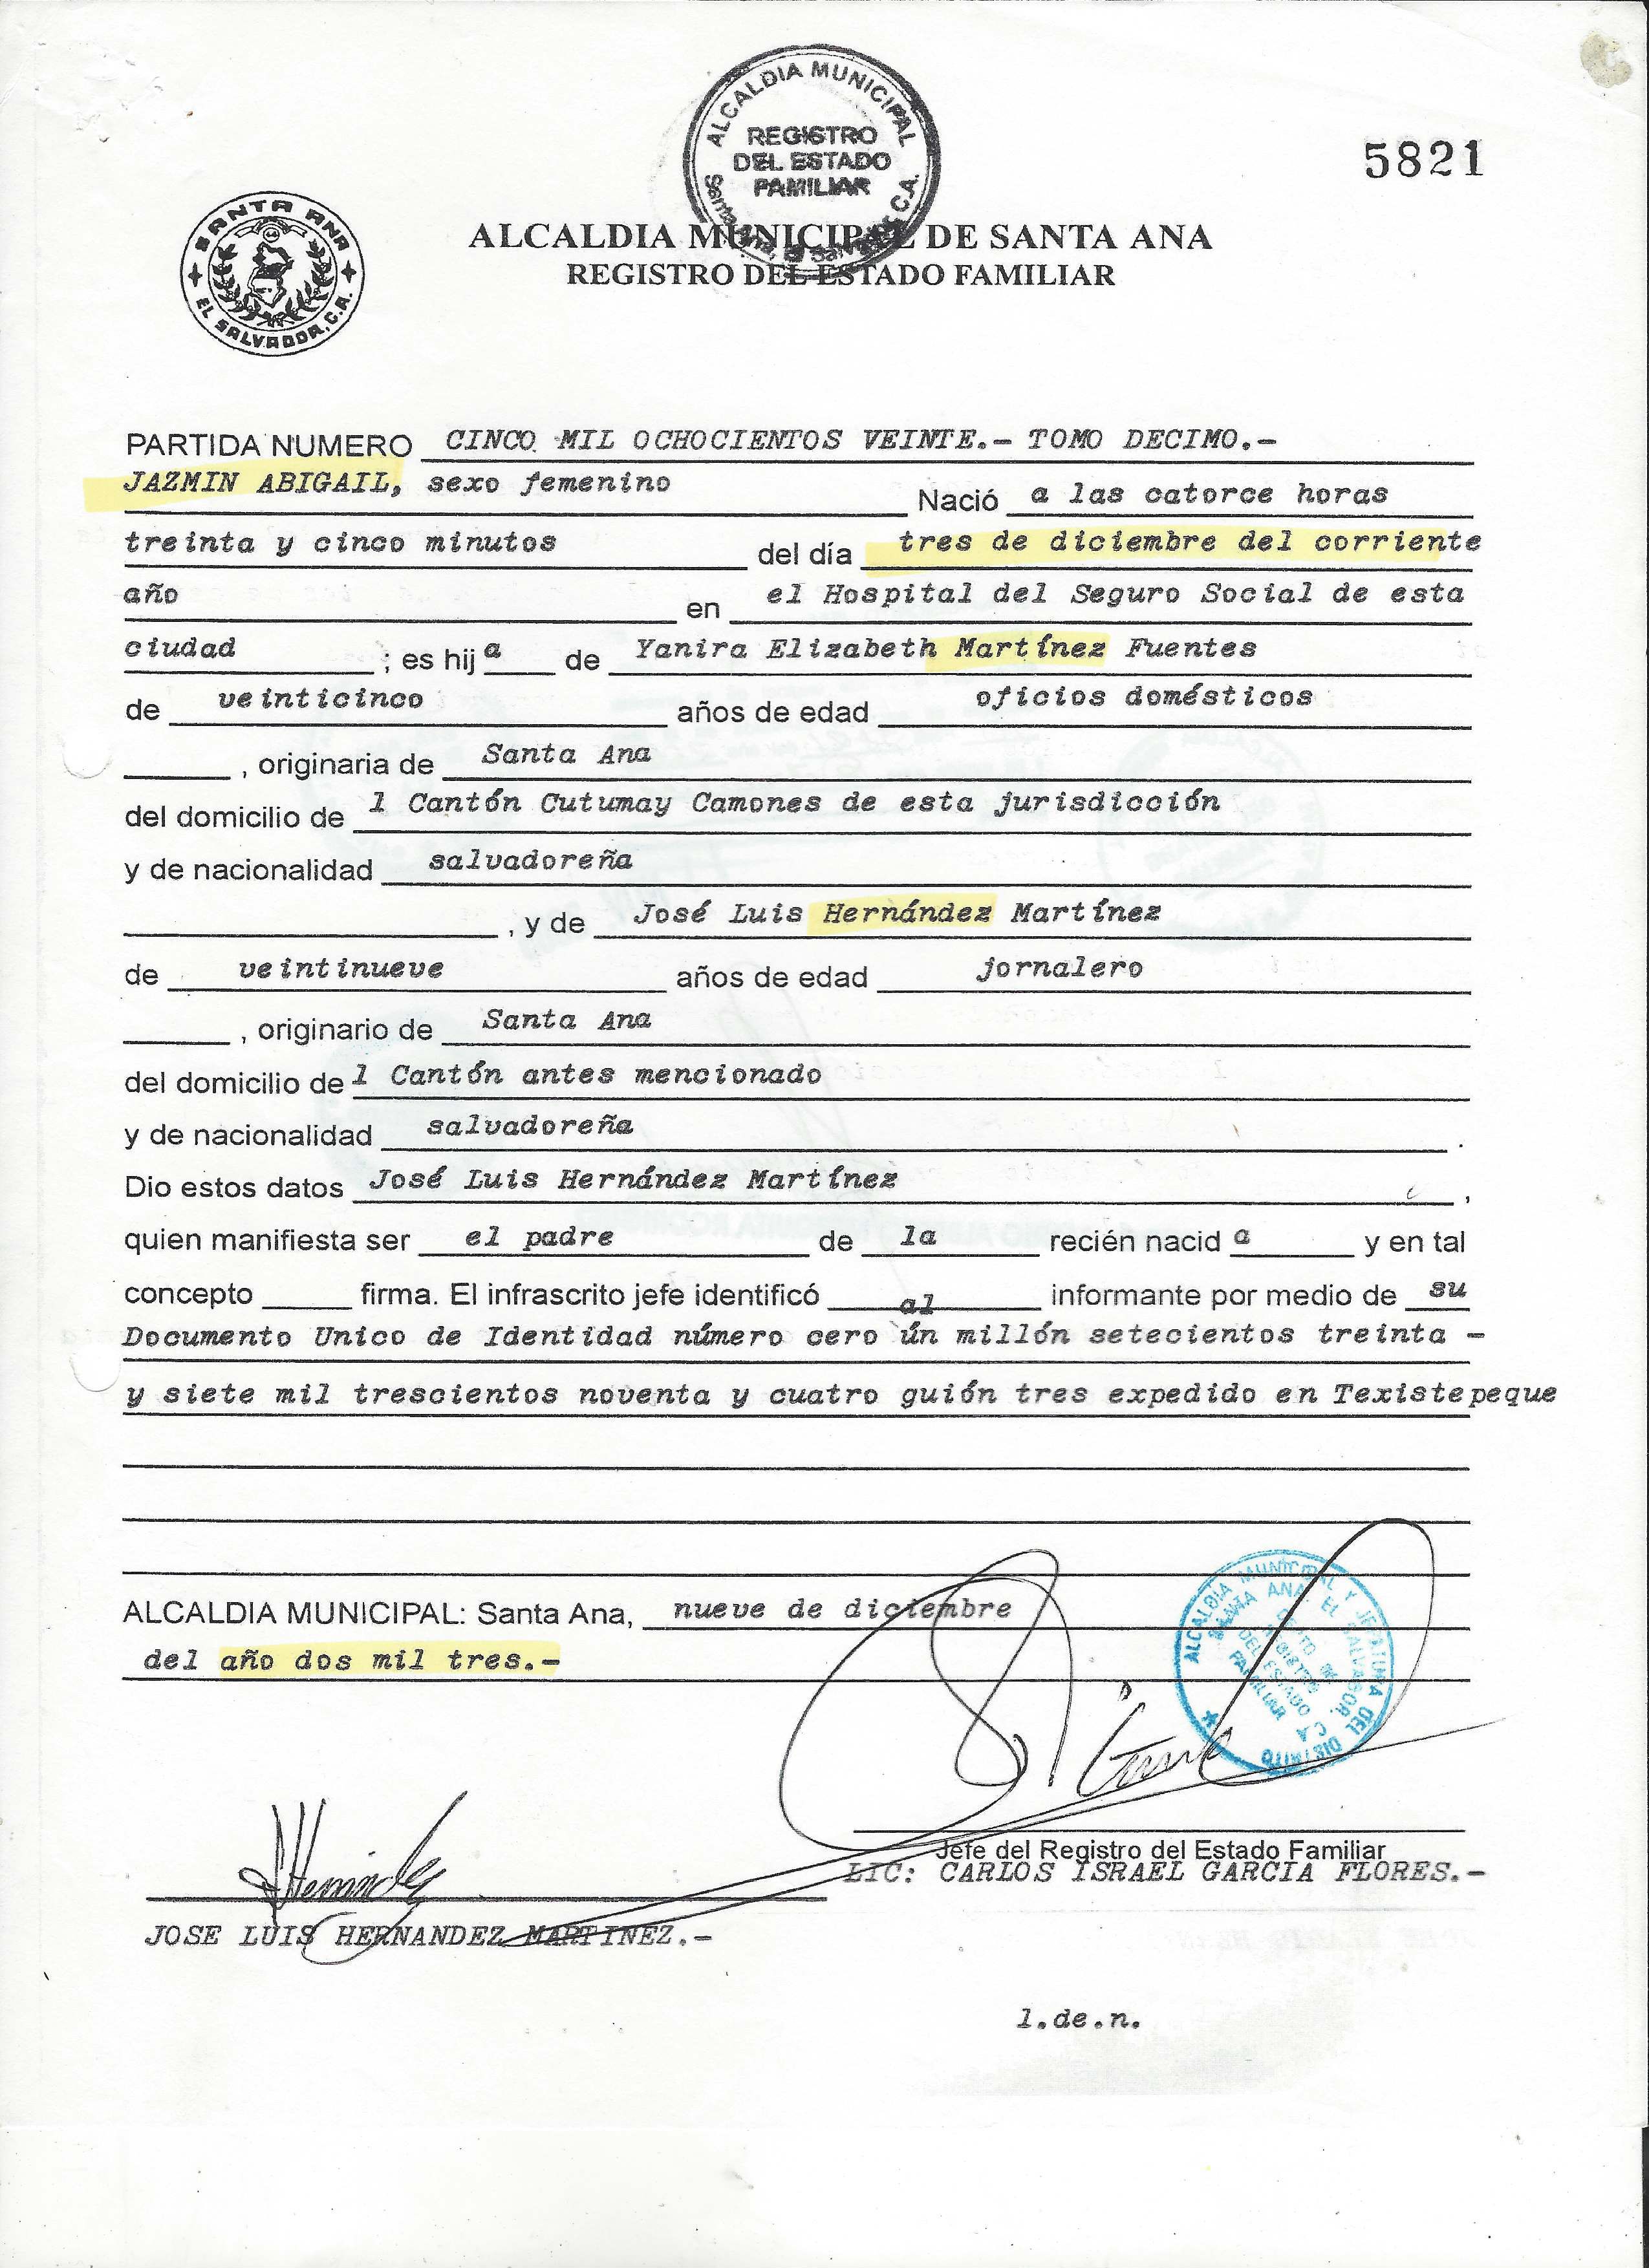 ALCALDIA MUNICIPAL
REGISTRO
DEL ESTADO
FAMILIAR
Santa Ana, El Salvador, C.A.
5821
SANTA ANA
EL SALVADOR, C.A.
ALCALDIA MUNICIPAL DE SANTA ANA
REGISTRO DEL ESTADO FAMILIAR
PARTIDA NUMERO CINCO MIL OCHOCIENTOS VEINTE.- TOMO DECIMO.-
JAZMIN ABIGAIL, sexo femenino Nació a las catorce horas
treinta y cinco minutos del día tres de diciembre del corriente
año en el Hospital del Seguro Social de esta
ciudad ; es hij a de Yanira Elizabeth Martínez Fuentes
de veinticinco años de edad oficios domésticos
, originaria de Santa Ana
del domicilio de l Cantón Cutumay Camones de esta jurisdicción
y de nacionalidad salvadoreña
, y de José Luis Hernández Martínez
de veintinueve años de edad jornalero
, originario de Santa Ana
del domicilio de l Cantón antes mencionado
y de nacionalidad salvadoreña .
Dio estos datos José Luis Hernández Martínez ,
quien manifiesta ser el padre de la recién nacid a y en tal
concepto firma. El infrascrito jefe identificó al informante por medio de su
Documento Unico de Identidad número cero ún millón setecientos treinta -
y siete mil trescientos noventa y cuatro guión tres expedido en Texistepeque
ALCALDIA MUNICIPAL: Santa Ana, nueve de diciembre
del año dos mil tres.-
ALCALDIA MUNICIPAL Y JEFATURA DEL DISTRITO
SANTA ANA, EL SALVADOR, C.A.
DEL ESTADO
FAMILIAR
Jefe del Registro del Estado Familiar
LIC: CARLOS ISRAEL GARCIA FLORES.-
JOSE LUIS HERNANDEZ MARTINEZ.-
l.de.n.